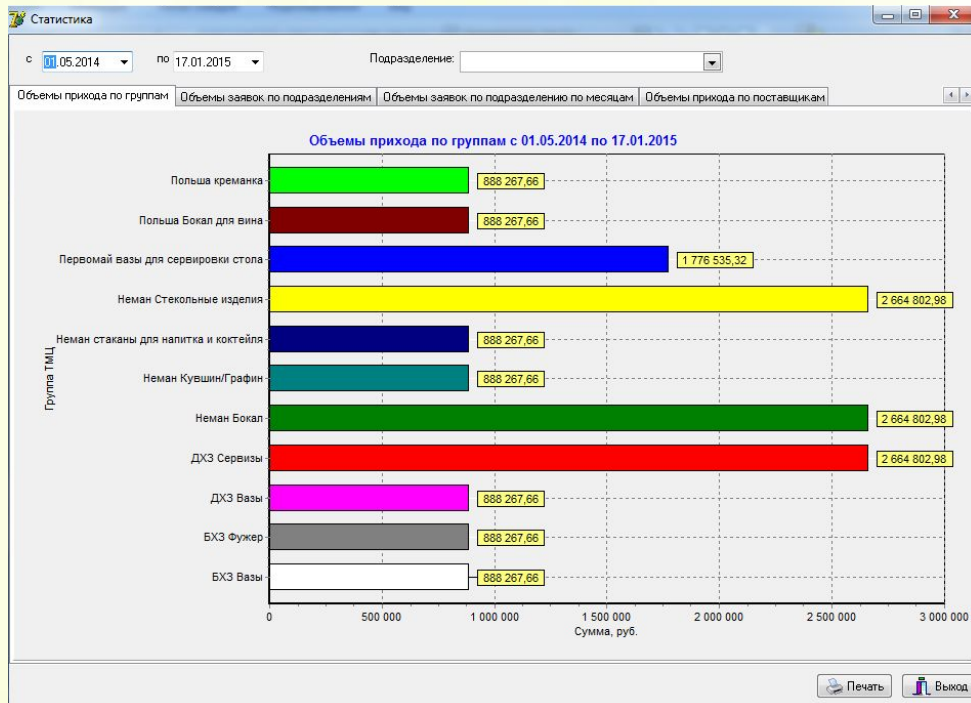 Статистика
с 01.05.2014 по 17.01.2015 Подразделение:
Объемы прихода по группам Объемы заявок по подразделениям Объемы заявок по подразделению по месяцам Объемы прихода по поставщикам
Объемы прихода по группам с 01.05.2014 по 17.01.2015
Польша креманка 888 267,66
Польша Бокал для вина 888 267,66
Первомай вазы для сервировки стола 1 776 535,32
Неман Стекольные изделия 2 664 802,98
Неман стаканы для напитка и коктейля 888 267,66
Неман Кувшин/Графин 888 267,66
Неман Бокал 2 664 802,98
ДХЗ Сервизы 2 664 802,98
ДХЗ Вазы 888 267,66
БХЗ Фужер 888 267,66
БХЗ Вазы 888 267,66
Группа ТМЦ
0 500 000 1 000 000 1 500 000 2 000 000 2 500 000 3 000 000
Сумма, руб.
Печать Выход